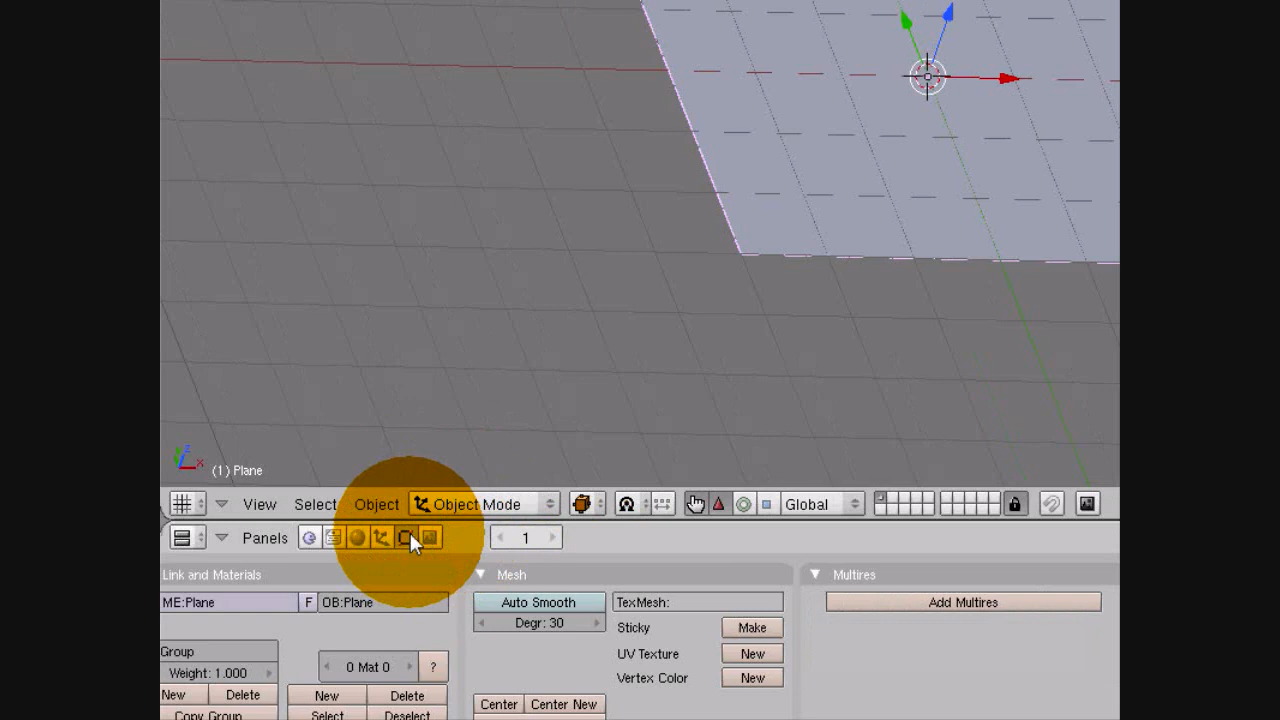 (1) Plane
View Select Object Object Mode Global
Panels 1
Link and Materials Mesh Multires
ME:Plane F OB:Plane Auto Smooth TexMesh: Add Multires
Degr: 30 Sticky Make
Group 0 Mat 0 ? UV Texture New
Weight: 1.000 Vertex Color New
New Delete New Delete Center Center New
Copy Group Select Deselect